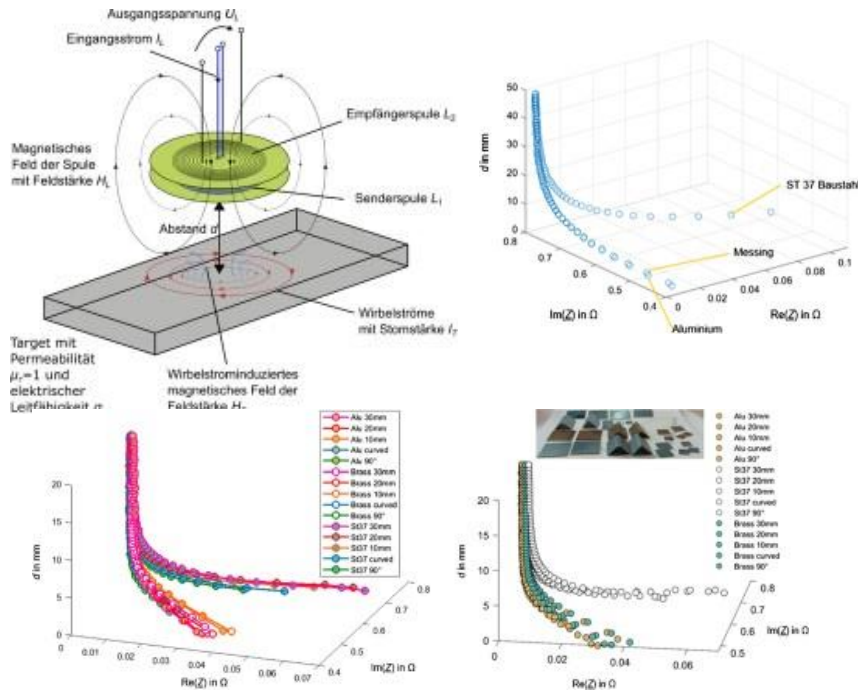 Ausgangsspannung U_L
Eingangsstrom I_L
Magnetisches
Feld der Spule
mit Feldstärke H_L
Empfängerspule L_2
Senderspule L_1
Abstand d
Wirbelströme
mit Stomstärke I_T
Target mit
Permeabilität
μ_r=1 und
elektrischer
Leitfähigkeit σ
Wirbelstrominduziertes
magnetisches Feld der
Feldstärke
50
40
30
20
10
0
d in mm
ST 37 Baustahl
Messing
Aluminium
0.8
0.7
0.6
0.5
0.4
Im(Z) in Ω
0
0.02
0.04
0.06
0.08
0.1
Re(Z) in Ω
Alu 30mm
Alu 20mm
Alu 10mm
Alu curved
Alu 90°
Brass 30mm
Brass 20mm
Brass 10mm
Brass curved
Brass 90°
St37 30mm
St37 20mm
St37 10mm
St37 curved
St37 90°
20
15
10
5
0
d in mm
0
0.01
0.02
0.03
0.04
0.05
0.06
0.07
Re(Z) in Ω
0.4
0.5
0.6
0.7
0.8
Im(Z) in Ω
Alu 30mm
Alu 20mm
Alu 10mm
Alu curved
Alu 90°
St37 30mm
St37 20mm
St37 10mm
St37 curved
St37 90°
Brass 30mm
Brass 20mm
Brass 10mm
Brass curved
Brass 90°
20
15
10
5
0
d in mm
0
0.02
0.04
0.06
Re(Z) in Ω
0.5
0.6
0.7
0.8
Im(Z) in Ω